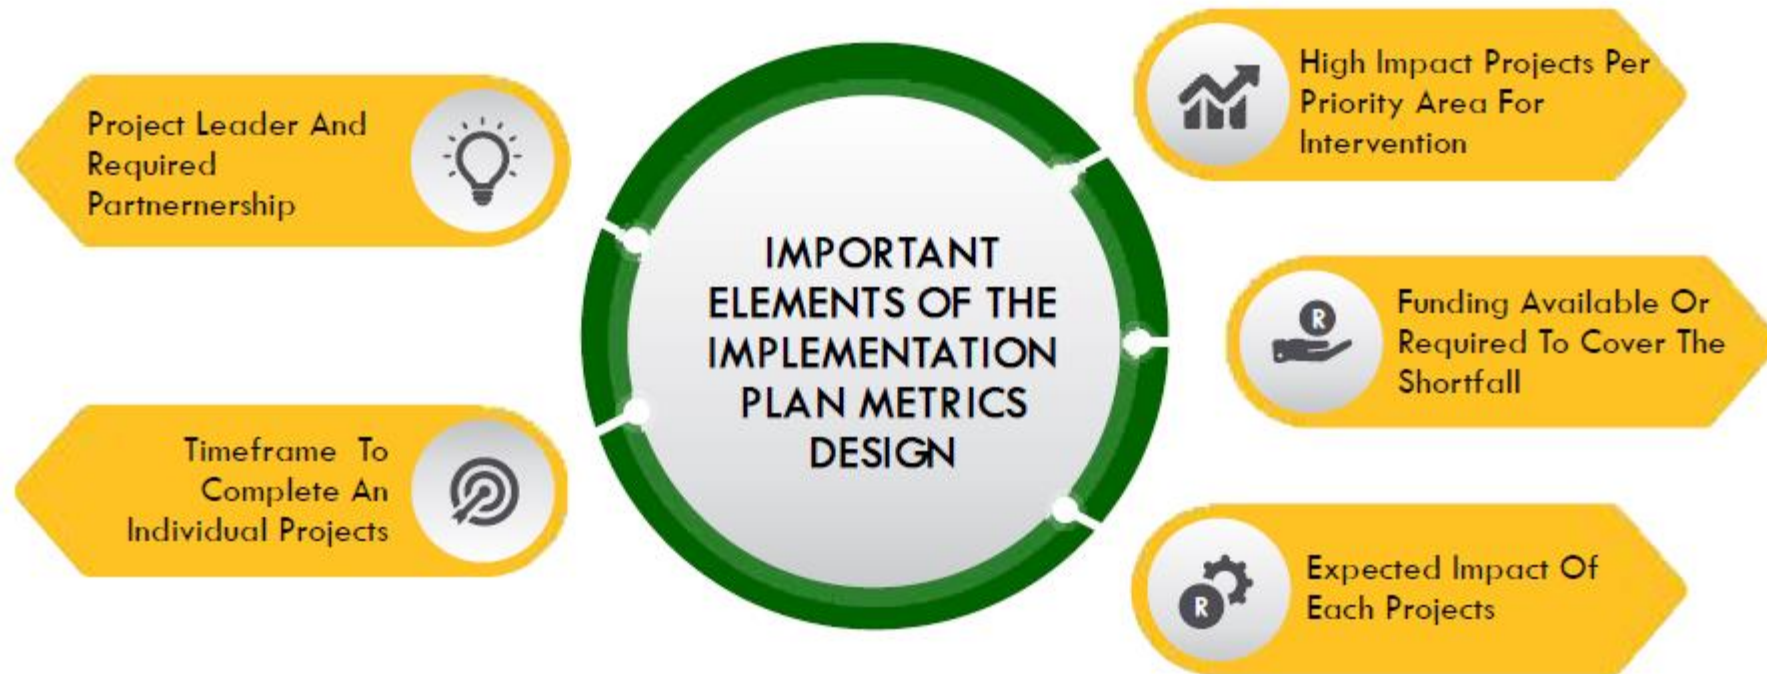 Project Leader And
Required
Partnernership
Timeframe To
Complete An
Individual Projects
IMPORTANT
ELEMENTS OF THE
IMPLEMENTATION
PLAN METRICS
DESIGN
High Impact Projects Per
Priority Area For
Intervention
R
Funding Available Or
Required To Cover The
Shortfall
R
Expected Impact Of
Each Projects